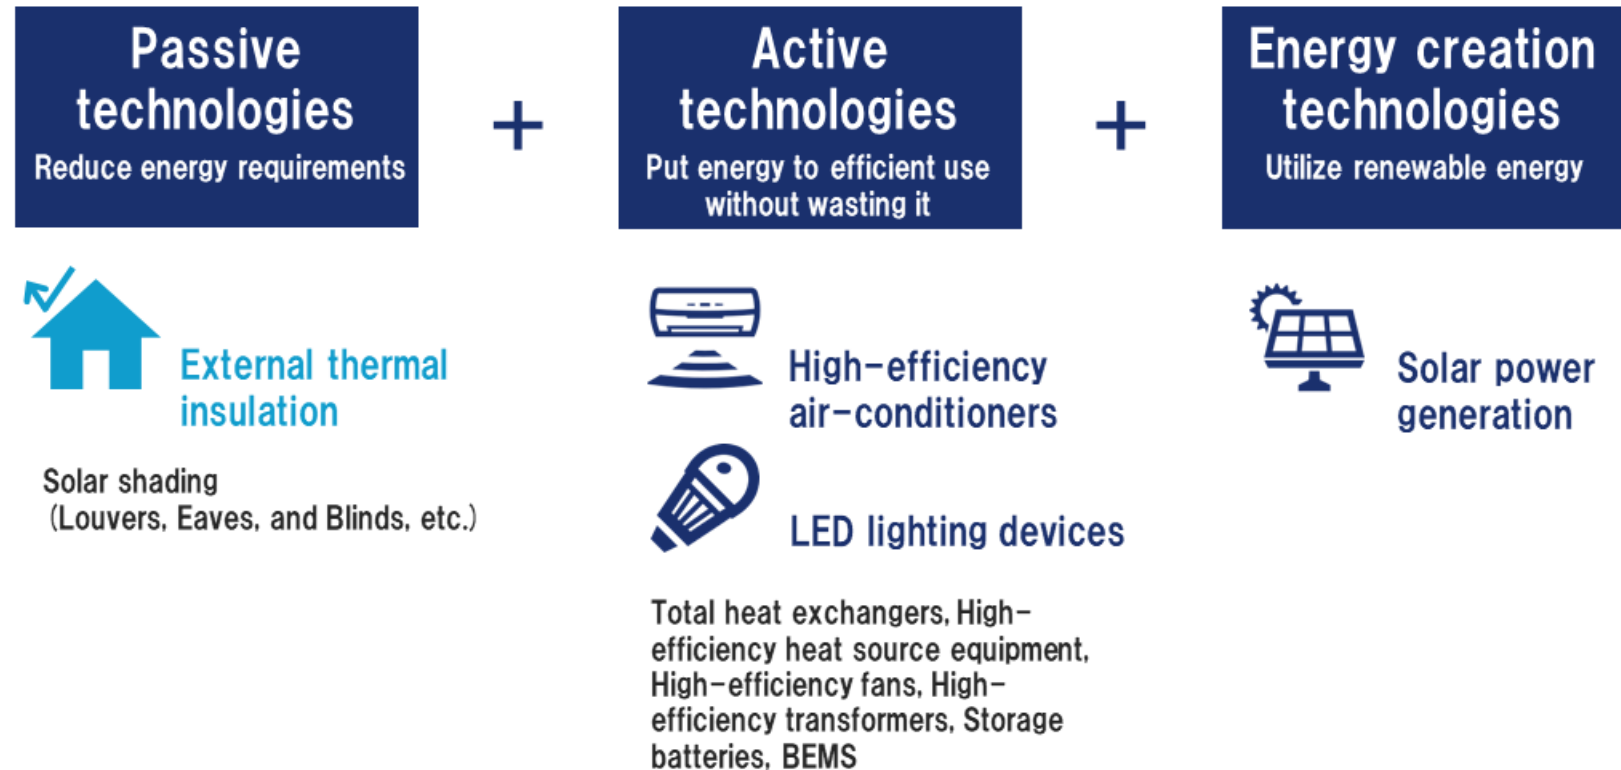 Passive
technologies
Reduce energy requirements
+
Active
technologies
Put energy to efficient use
without wasting it
+
Energy creation
technologies
Utilize renewable energy
External thermal
insulation
Solar shading
(Louvers, Eaves, and Blinds, etc.)
High-efficiency
air-conditioners
LED lighting devices
Total heat exchangers, High-
efficiency heat source equipment,
High-efficiency fans, High-
efficiency transformers, Storage
batteries, BEMS
Solar power
generation